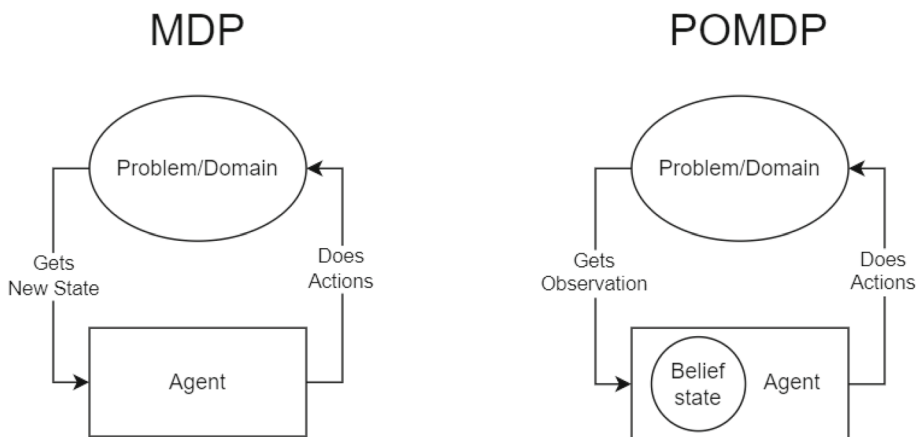 MDP
Problem/Domain
Gets
New State
Does
Actions
Agent
POMDP
Problem/Domain
Gets
Observation
Does
Actions
Belief
state
Agent